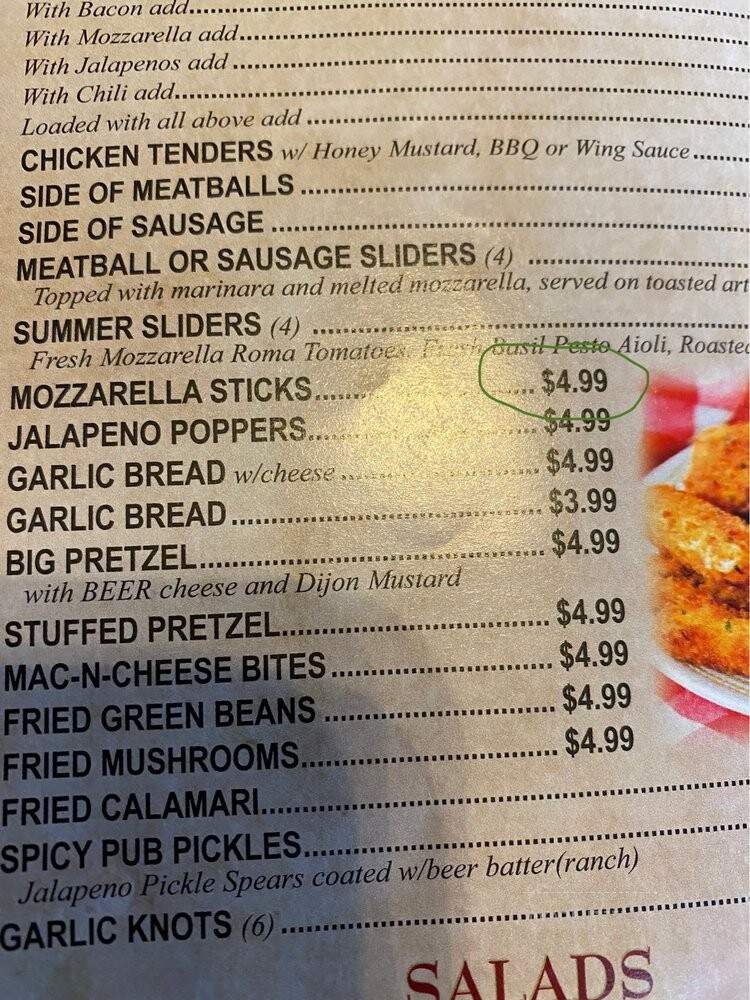 With Bacon add
With Mozzarella add
With Jalapenos add
With Chili add
Loaded with all above add
CHICKEN TENDERS w/ Honey Mustard, BBQ or Wing Sauce
SIDE OF MEATBALLS
SIDE OF SAUSAGE
MEATBALL OR SAUSAGE SLIDERS (4)
Topped with marinara and melted mozzarella, served on toasted art
SUMMER SLIDERS (4)
Fresh Mozzarella Roma Tomatoes, Fresh Basil Pesto Aioli, Roasted
MOZZARELLA STICKS $4.99
JALAPENO POPPERS $4.99
GARLIC BREAD w/cheese $4.99
GARLIC BREAD $3.99
BIG PRETZEL $4.99
with BEER cheese and Dijon Mustard
STUFFED PRETZEL $4.99
MAC-N-CHEESE BITES $4.99
FRIED GREEN BEANS $4.99
FRIED MUSHROOMS $4.99
FRIED CALAMARI
SPICY PUB PICKLES
Jalapeno Pickle Spears coated w/beer batter(ranch)
GARLIC KNOTS (6)
SALADS